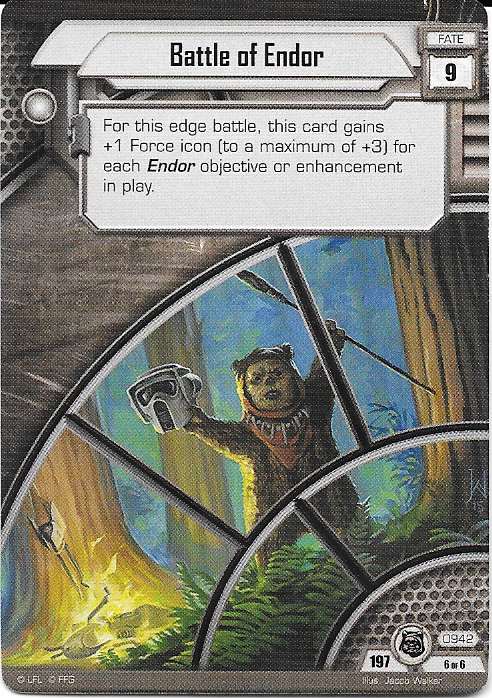 Battle of Endor
FATE
9
For this edge battle, this card gains
+1 Force icon (to a maximum of +3) for
each Endor objective or enhancement
in play.
0942
197
6 of 6
© LFL © FFG
Illus. Jacob Walker